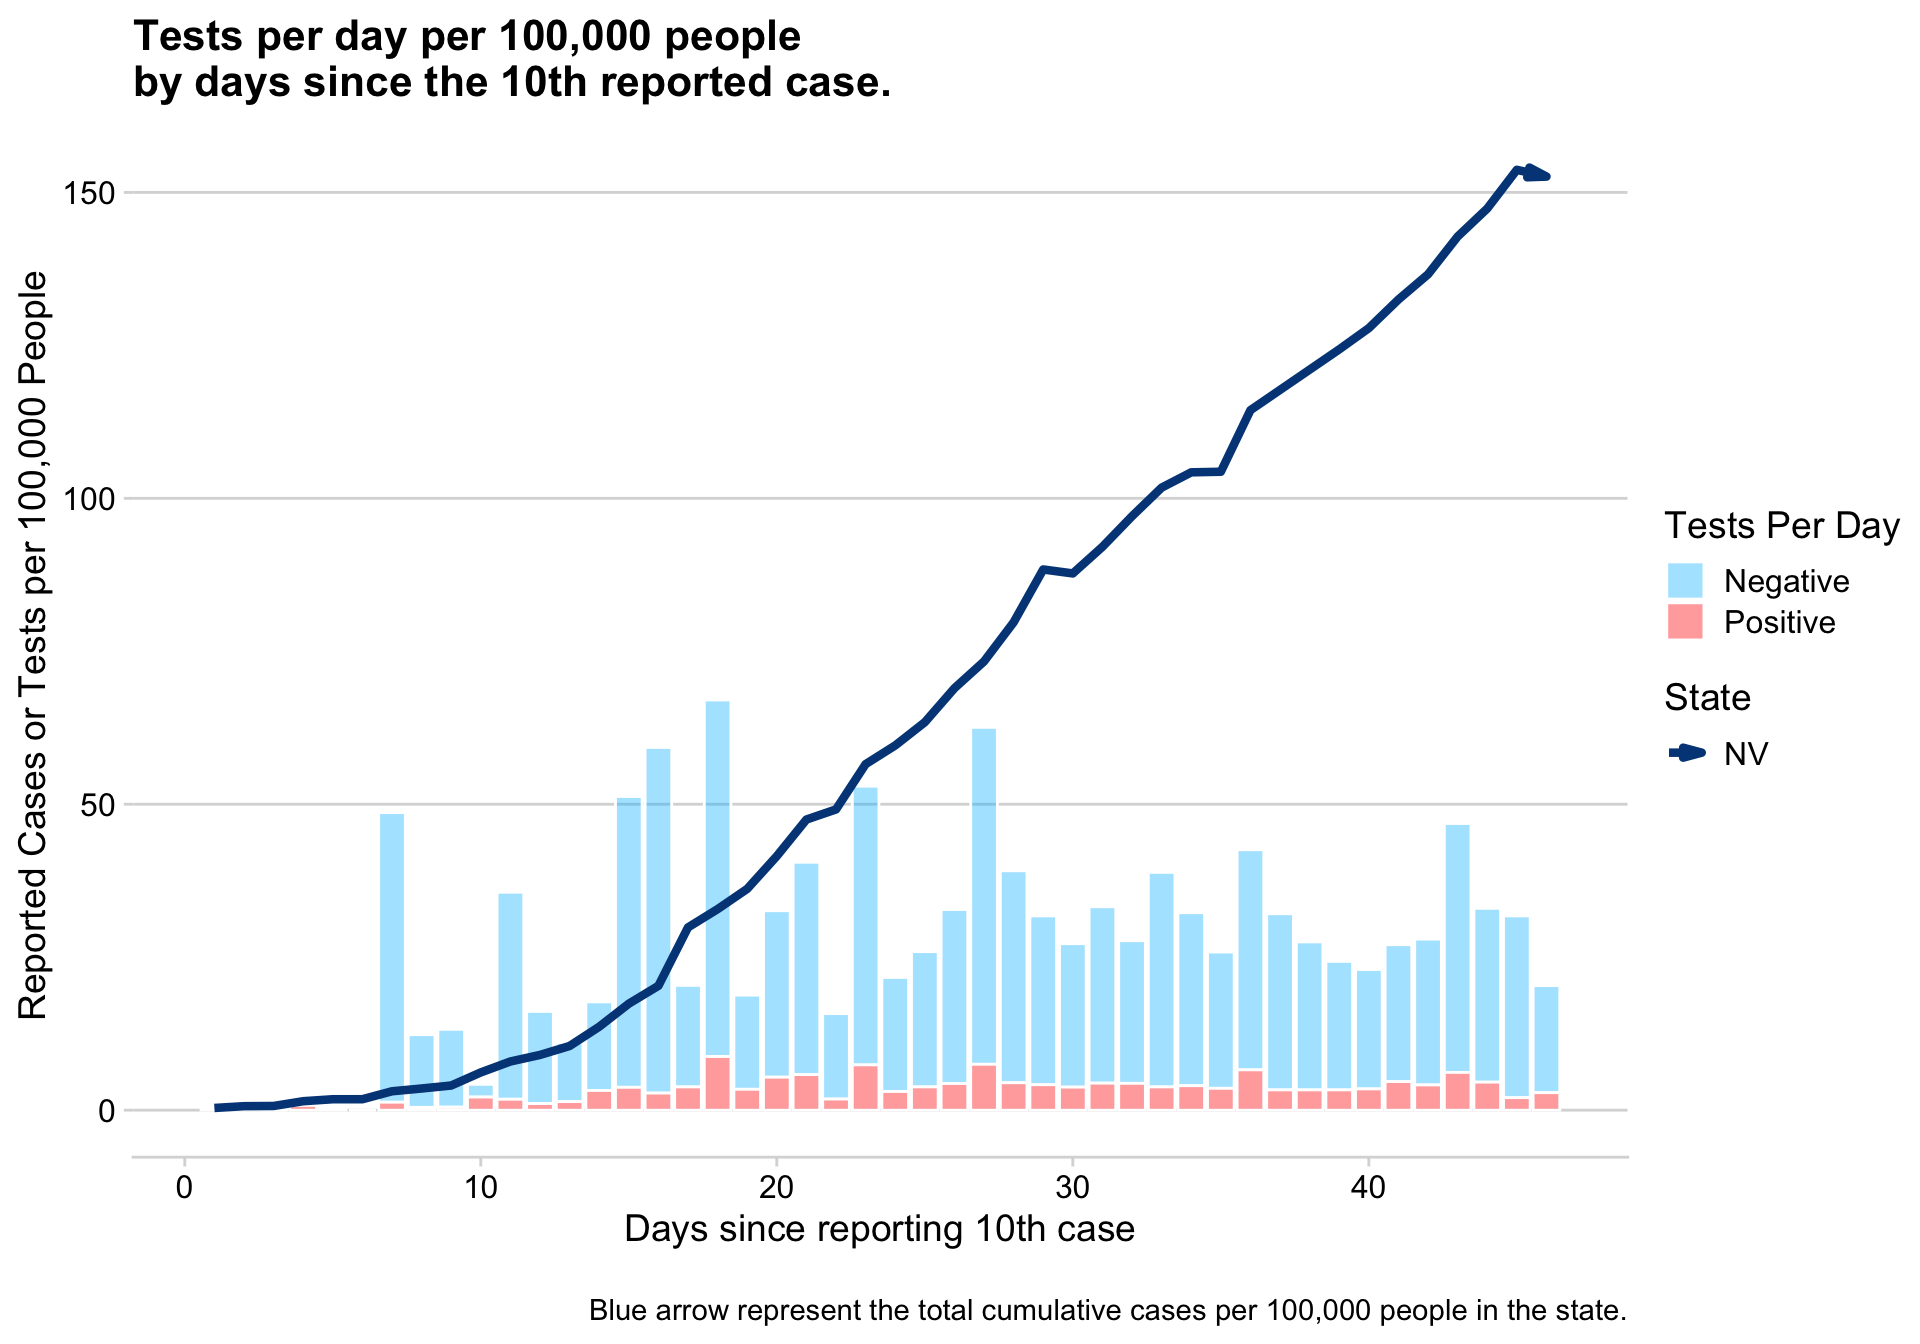 Tests per day per 100,000 people
by days since the 10th reported case.
Reported Cases or Tests per 100,000 People
150
100
50
0
0 10 20 30 40
Days since reporting 10th case
Tests Per Day
Negative
Positive
State
NV
Blue arrow represent the total cumulative cases per 100,000 people in the state.